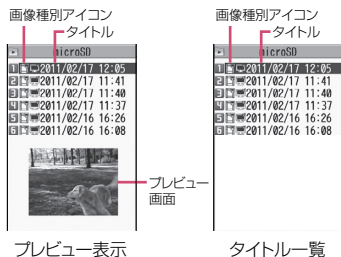 画像種別アイコン
タイトル
microSD
1 2011/02/17 12:05
2 2011/02/17 11:41
3 2011/02/17 11:40
4 2011/02/17 11:37
5 2011/02/16 16:26
6 2011/02/16 16:08
プレビュー
画面
プレビュー表示
画像種別アイコン
タイトル
microSD
1 2011/02/17 12:05
2 2011/02/17 11:41
3 2011/02/17 11:40
4 2011/02/17 11:37
5 2011/02/16 16:26
6 2011/02/16 16:08
タイトル一覧